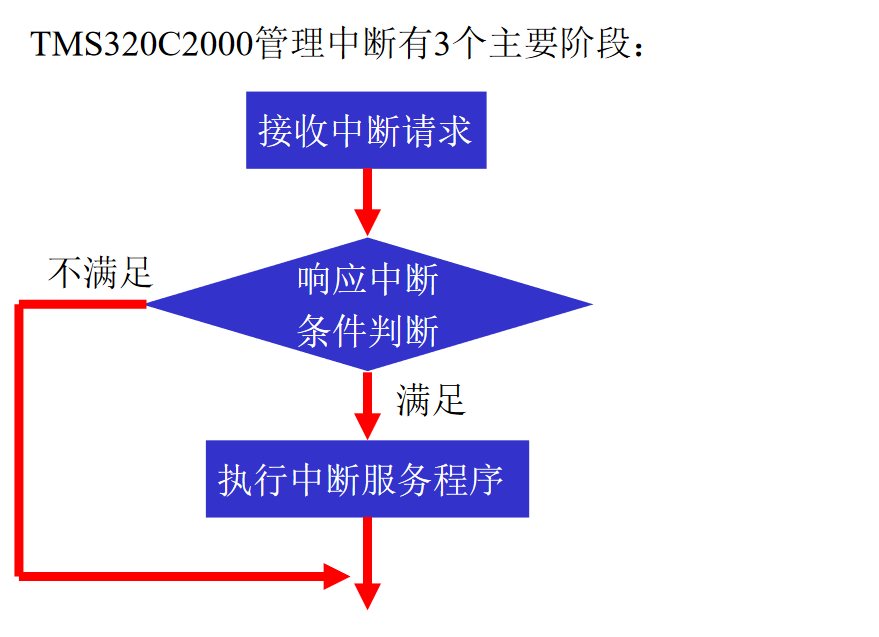 TMS320C2000管理中断有3个主要阶段：
接收中断请求
不满足
响应中断
条件判断
满足
执行中断服务程序